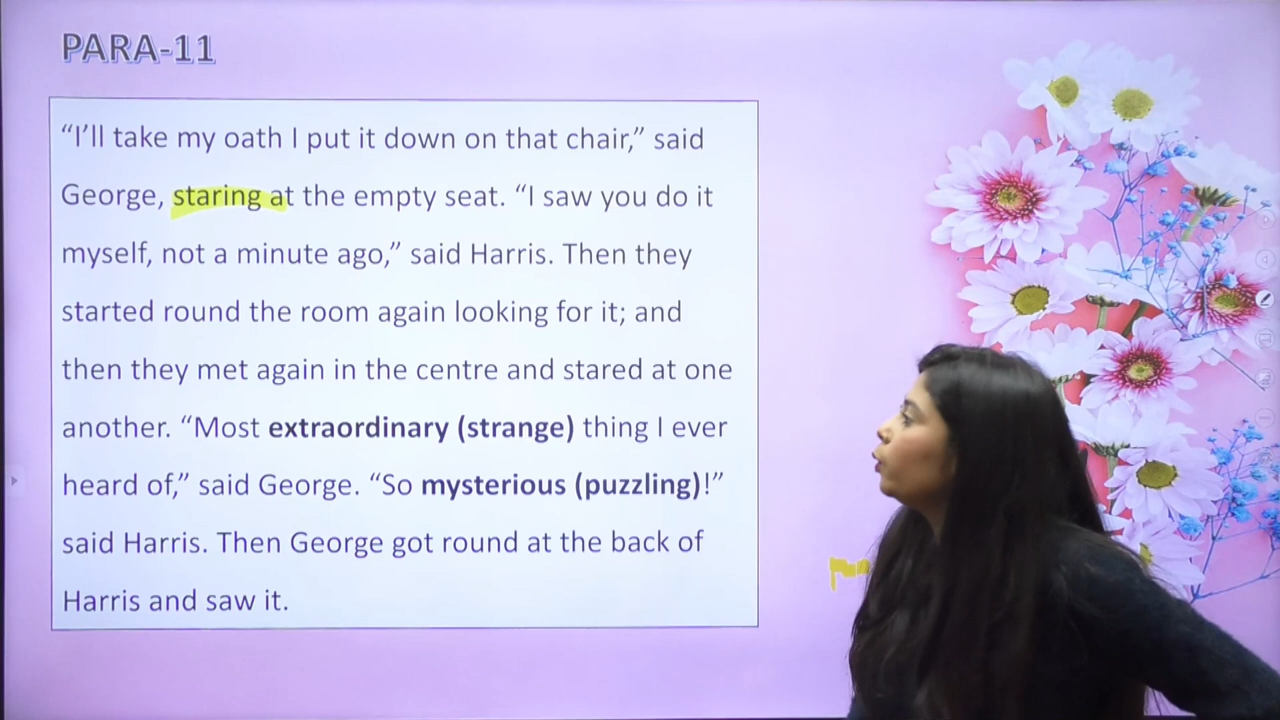 PARA-11
“I’ll take my oath I put it down on that chair,” said
George, staring at the empty seat. “I saw you do it
myself, not a minute ago,” said Harris. Then they
started round the room again looking for it; and
then they met again in the centre and stared at one
another. “Most extraordinary (strange) thing I ever
heard of,” said George. “So mysterious (puzzling)!”
said Harris. Then George got round at the back of
Harris and saw it.